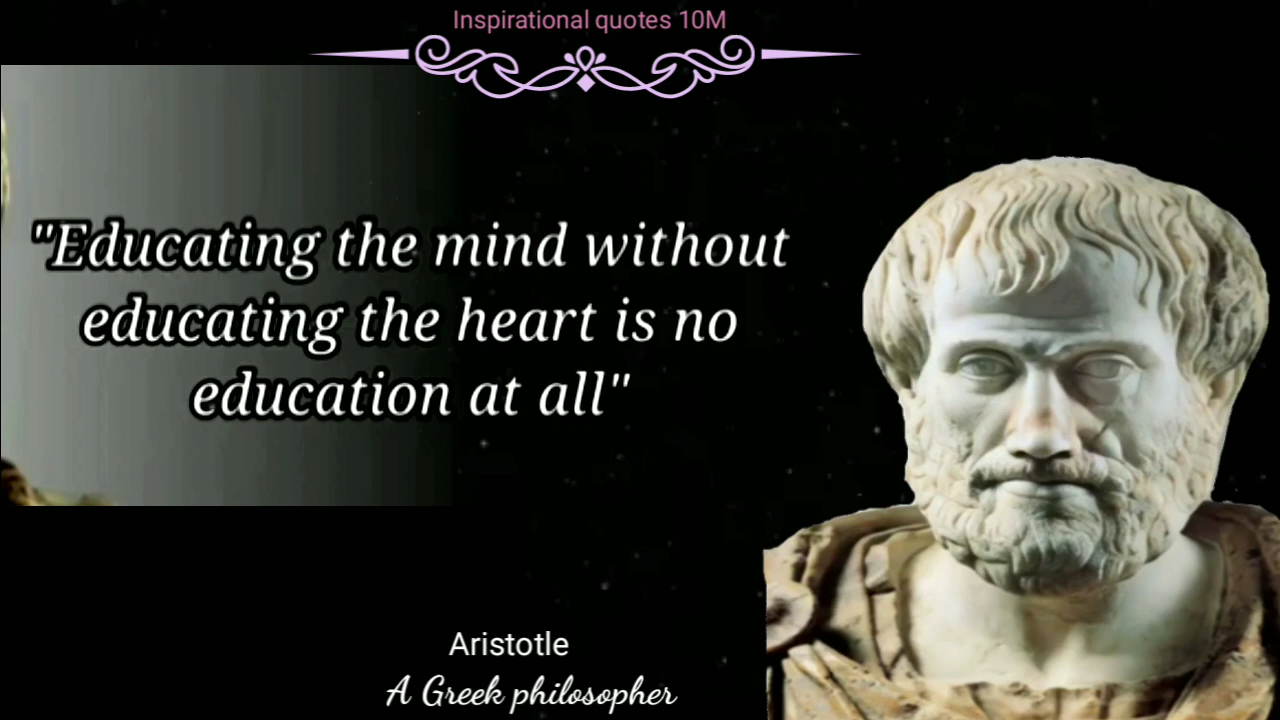 Inspirational quotes 10M
"Educating the mind without
educating the heart is no
education at all"
Aristotle
A Greek philosopher